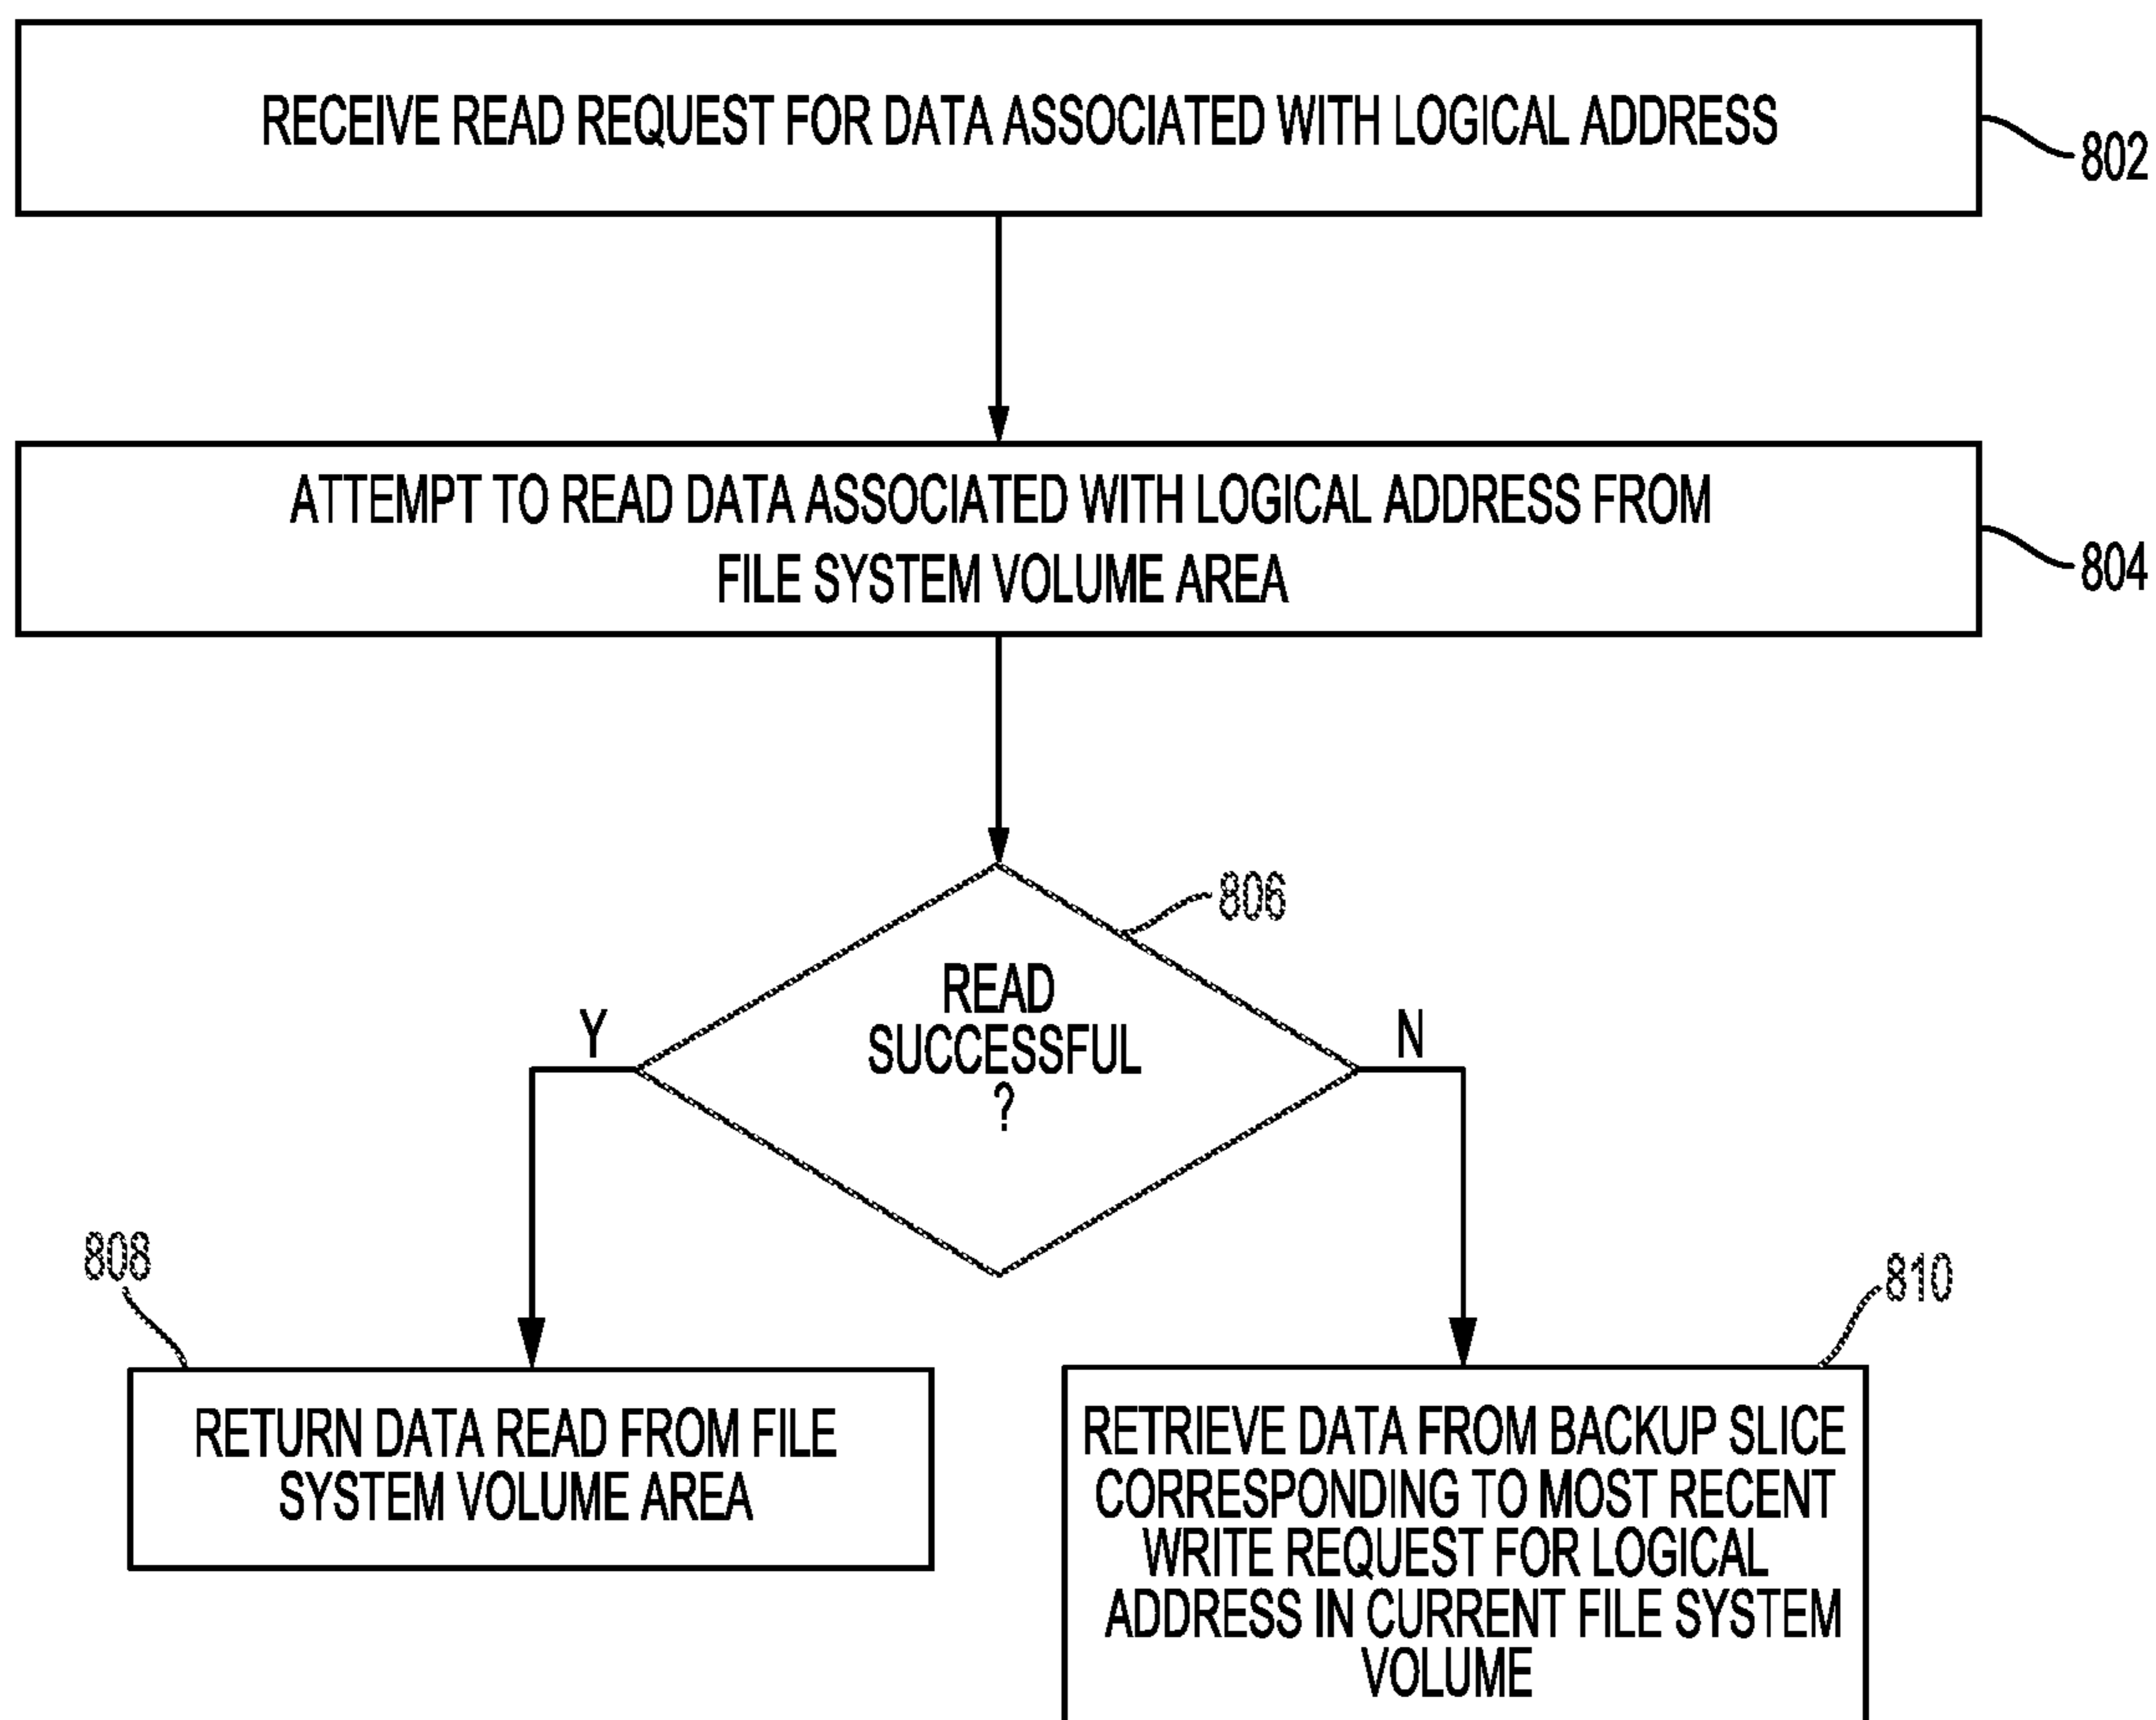 RECEIVE READ REQUEST FOR DATA ASSOCIATED WITH LOGICAL ADDRESS
802
ATTEMPT TO READ DATA ASSOCIATED WITH LOGICAL ADDRESS FROM
FILE SYSTEM VOLUME AREA
804
806
READ
SUCCESSFUL
?
Y
N
808
810
RETURN DATA READ FROM FILE
SYSTEM VOLUME AREA
RETRIEVE DATA FROM BACKUP SLICE
CORRESPONDING TO MOST RECENT
WRITE REQUEST FOR LOGICAL
ADDRESS IN CURRENT FILE SYSTEM
VOLUME